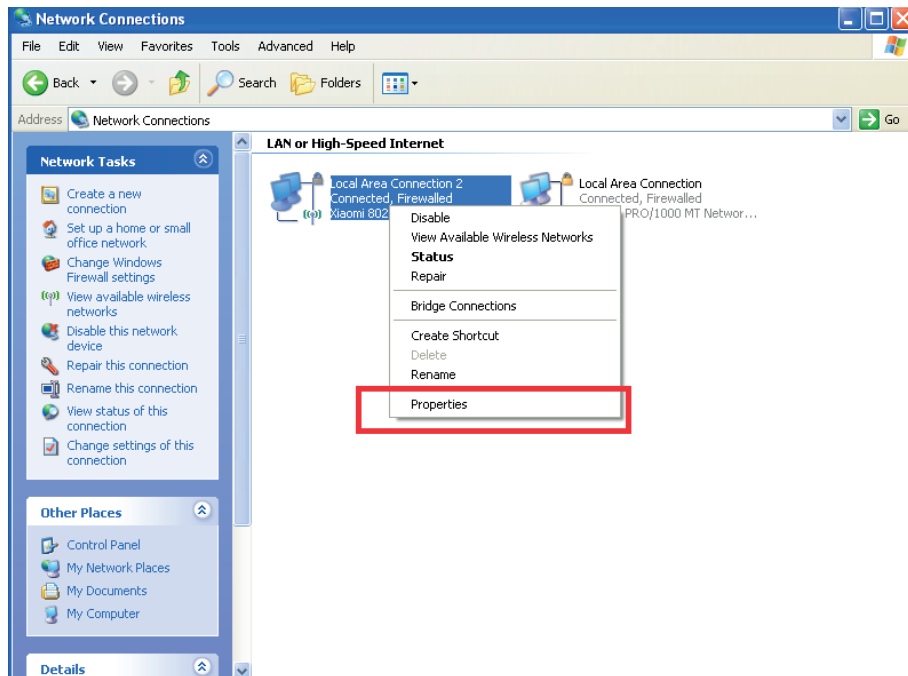 Network Connections
File Edit View Favorites Tools Advanced Help
Back Search Folders
Address Network Connections Go
Network Tasks
Create a new
connection
Set up a home or small
office network
Change Windows
Firewall settings
View available wireless
networks
Disable this network
device
Repair this connection
Rename this connection
View status of this
connection
Change settings of this
connection
Other Places
Control Panel
My Network Places
My Documents
My Computer
Details
LAN or High-Speed Internet
Local Area Connection 2
Connected, Firewalled
Xiaomi 802
Local Area Connection
Connected, Firewalled
PRO/1000 MT Networ...
Disable
View Available Wireless Networks
Status
Repair
Bridge Connections
Create Shortcut
Delete
Rename
Properties